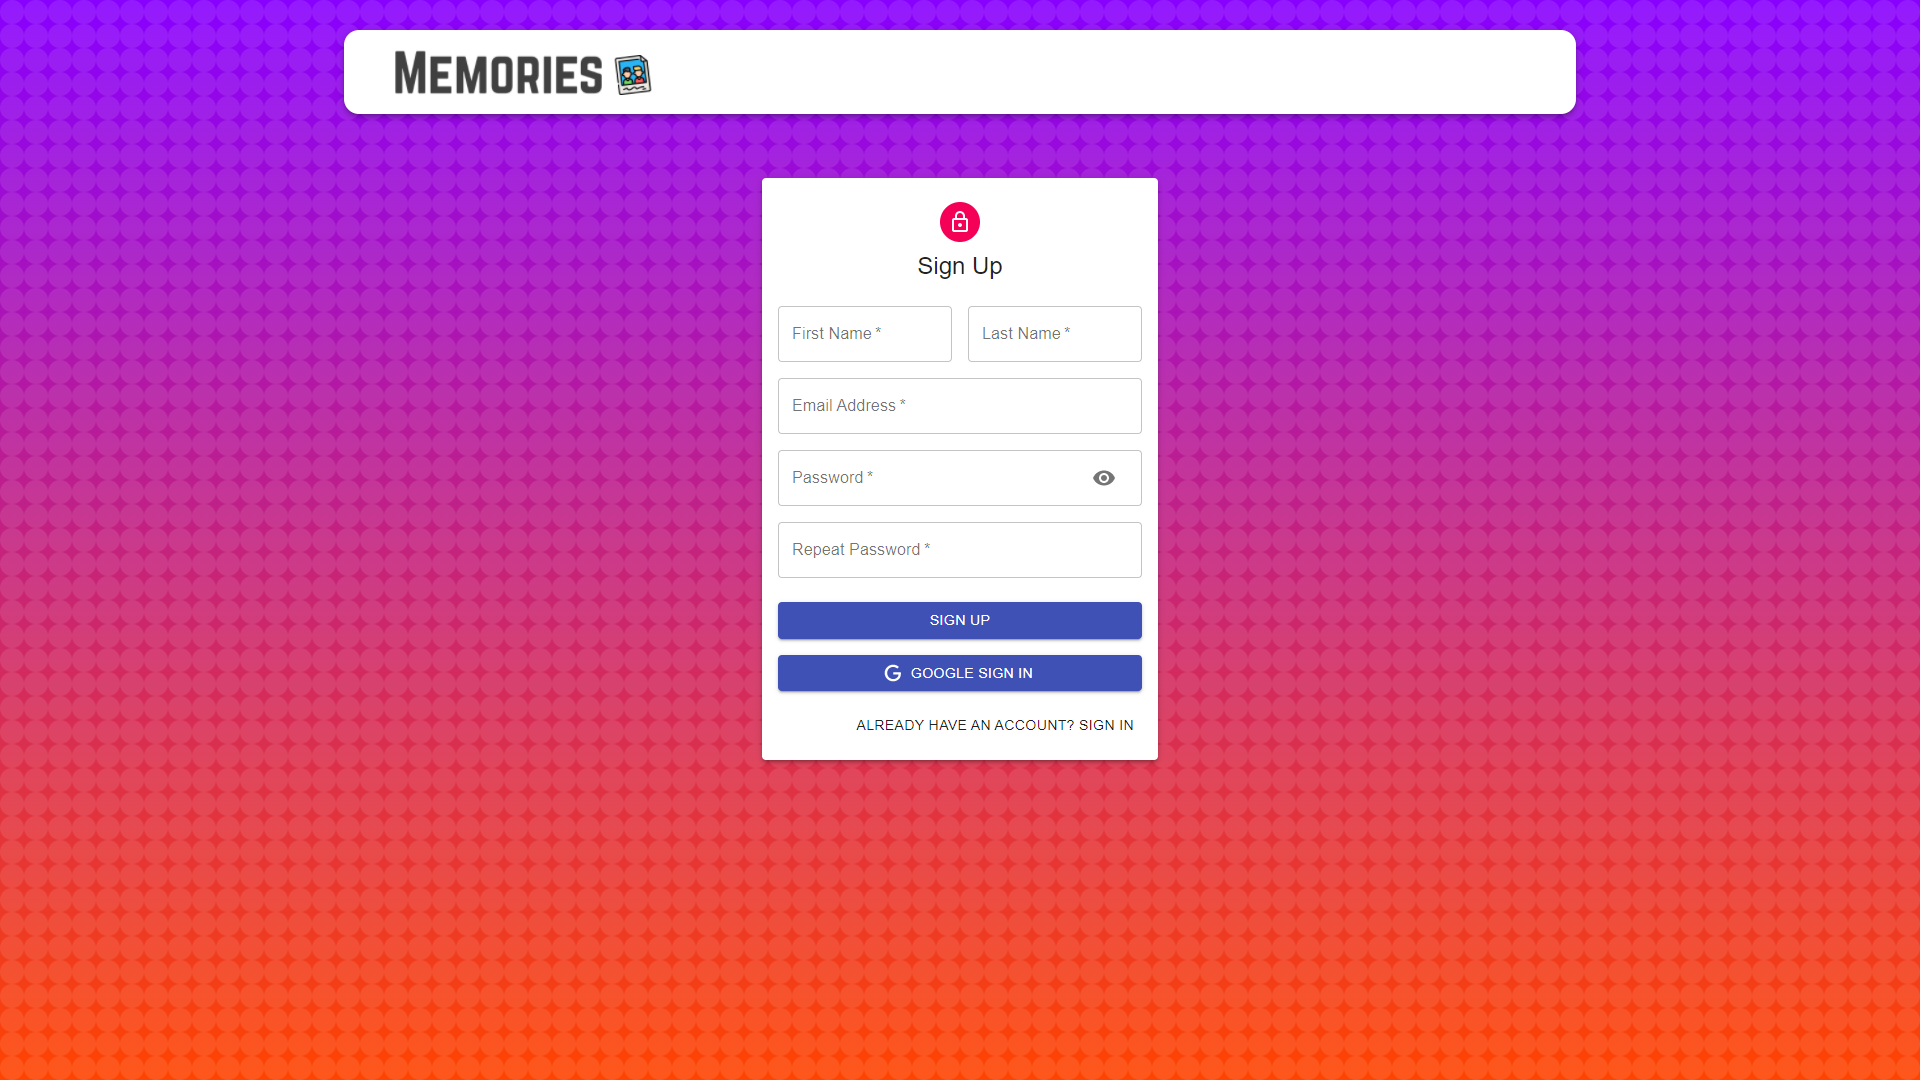 MEMORIES
Sign Up
First Name *
Last Name *
Email Address *
Password *
Repeat Password *
SIGN UP
GOOGLE SIGN IN
ALREADY HAVE AN ACCOUNT? SIGN IN